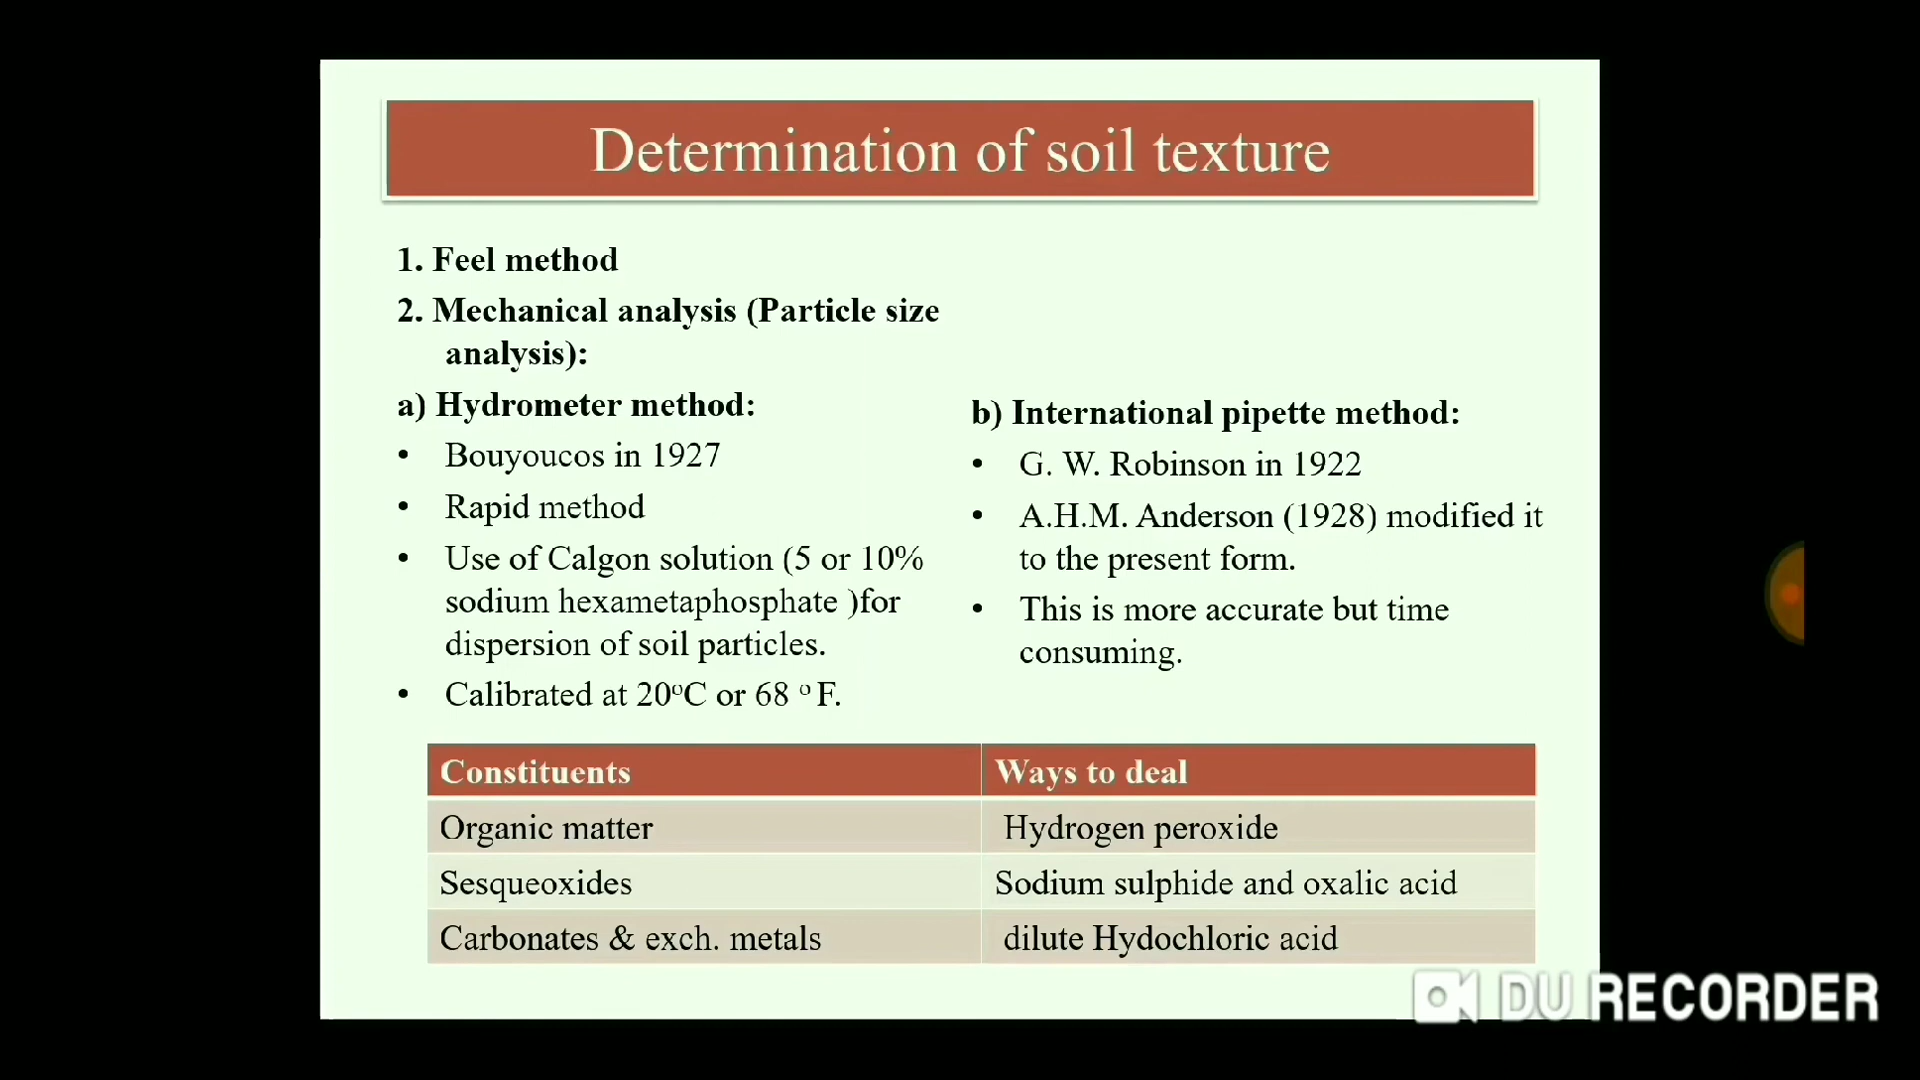 Determination of soil texture
1. Feel method
2. Mechanical analysis (Particle size
analysis):
a) Hydrometer method:
• Bouyoucos in 1927
• Rapid method
• Use of Calgon solution (5 or 10%
sodium hexametaphosphate )for
dispersion of soil particles.
• Calibrated at 20°C or 68 ° F.
b) International pipette method:
• G. W. Robinson in 1922
• A.H.M. Anderson (1928) modified it
to the present form.
• This is more accurate but time
consuming.
Constituents Ways to deal
Organic matter Hydrogen peroxide
Sesqueoxides Sodium sulphide and oxalic acid
Carbonates & exch. metals dilute Hydochloric acid
DU RECORDER